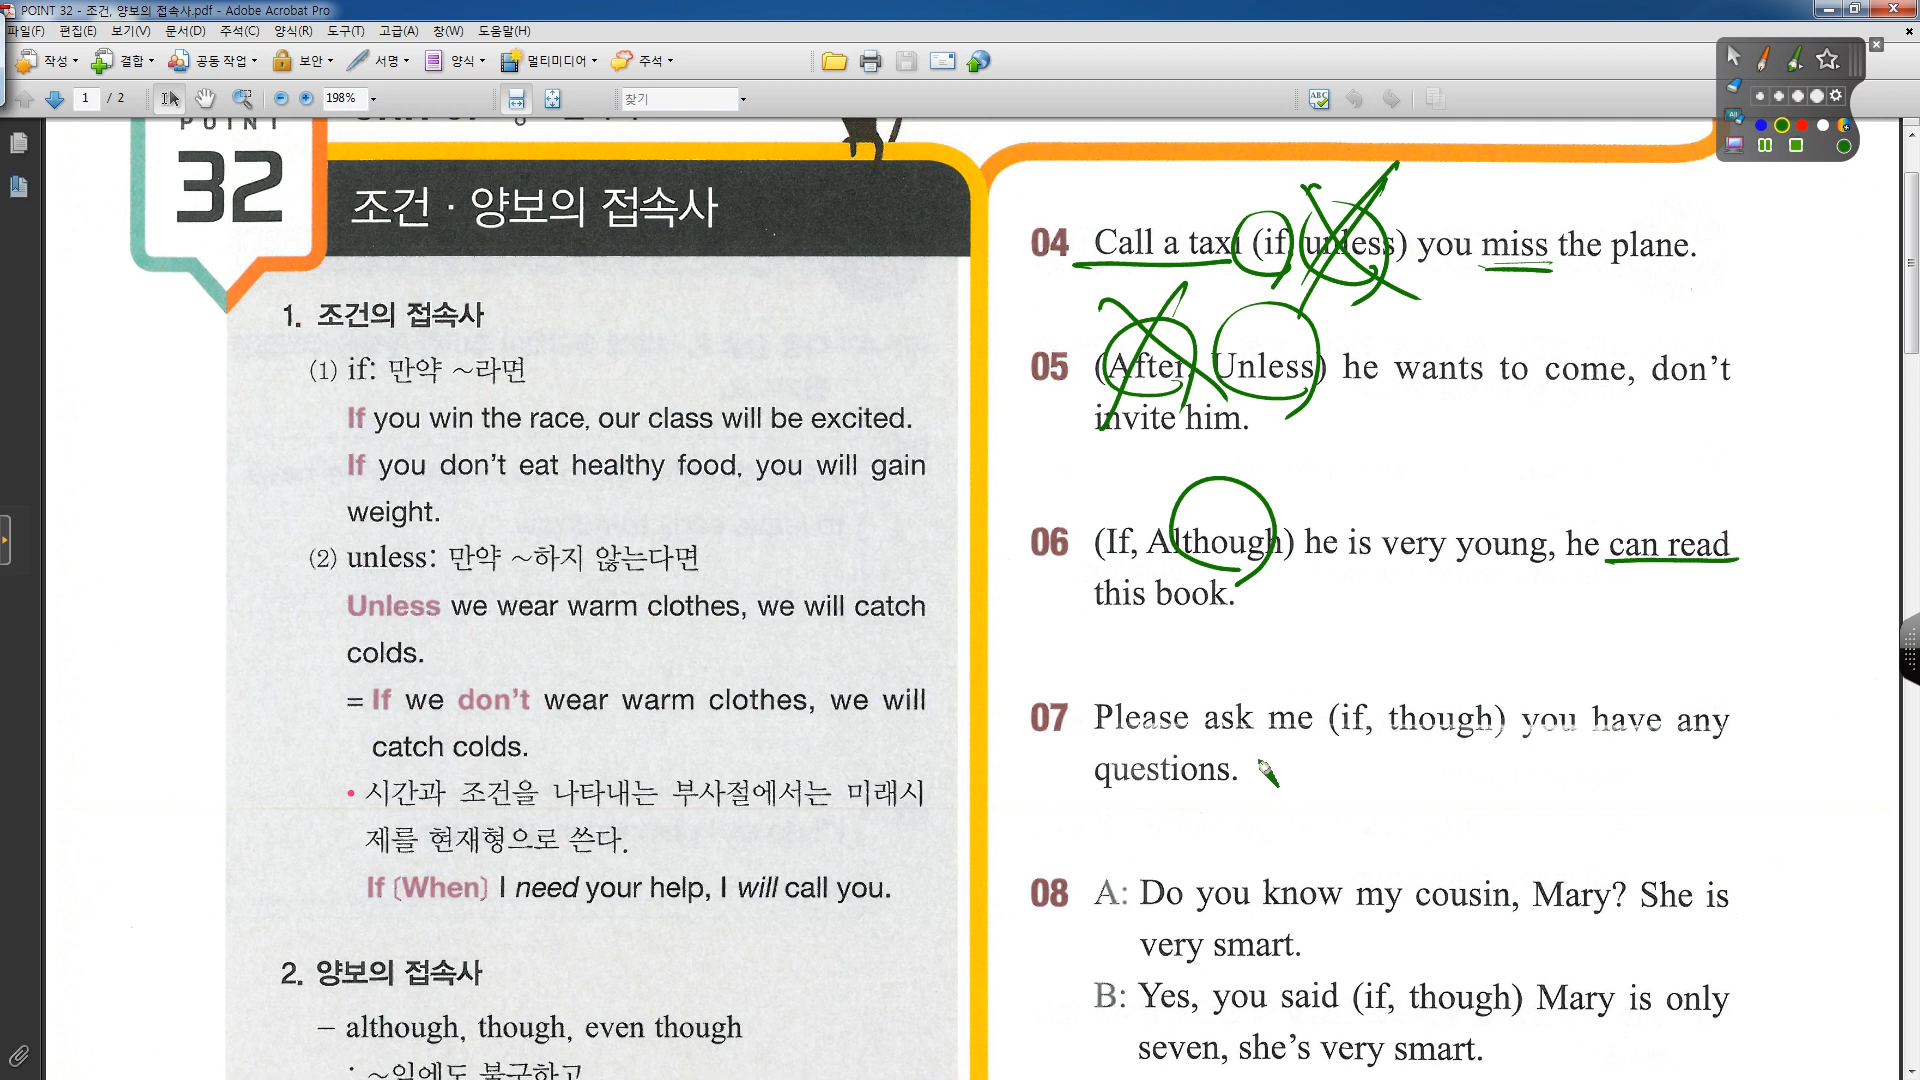 POINT 32 - 조건, 양보의 접속사.pdf - Adobe Acrobat Pro
파일(F) 편집(E) 보기(V) 문서(D) 주석(C) 양식(R) 도구(T) 고급(A) 창(W) 도움말(H)
작성 결합 공동 작업 보안 서명 양식 멀티미디어 주석
1 / 2 198% 찾기
POINT
32
조건 · 양보의 접속사
1. 조건의 접속사
(1) if: 만약 ~라면
If you win the race, our class will be excited.
If you don't eat healthy food, you will gain
weight.
(2) unless: 만약 ~하지 않는다면
Unless we wear warm clothes, we will catch
colds.
= If we don't wear warm clothes, we will
catch colds.
• 시간과 조건을 나타내는 부사절에서는 미래시
제를 현재형으로 쓴다.
If (When) I need your help, I will call you.
2. 양보의 접속사
– although, though, even though
: ~일에도 불구하고
04 Call a taxi (if, unless) you miss the plane.
05 (After, Unless) he wants to come, don't
invite him.
06 (If, Although) he is very young, he can read
this book.
07 Please ask me (if, though) you have any
questions.
08 A: Do you know my cousin, Mary? She is
very smart.
B: Yes, you said (if, though) Mary is only
seven, she's very smart.